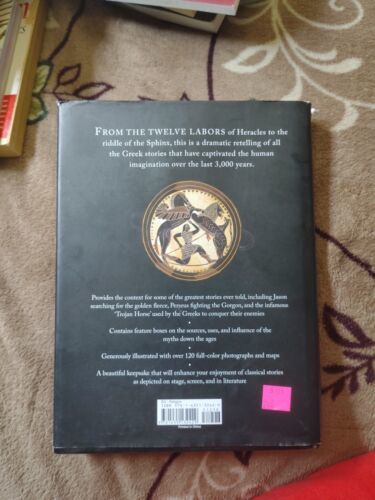 FROM THE TWELVE LABORS of Heracles to the
riddle of the Sphinx, this is a dramatic retelling of all
the Greek stories that have captivated the human
imagination over the last 3,000 years.
Provides the context for some of the greatest stories ever told, including Jason
searching for the golden fleece, Perseus fighting the Gorgon, and the infamous
'Trojan Horse' used by the Greeks to conquer their enemies
Contains feature boxes on the sources, uses, and influence of the
myths down the ages
Generously illustrated with over 120 full-color photographs and maps
A beautiful keepsake that will enhance your enjoyment of classical stories
as depicted on stage, screen, and in literature
Printed in China